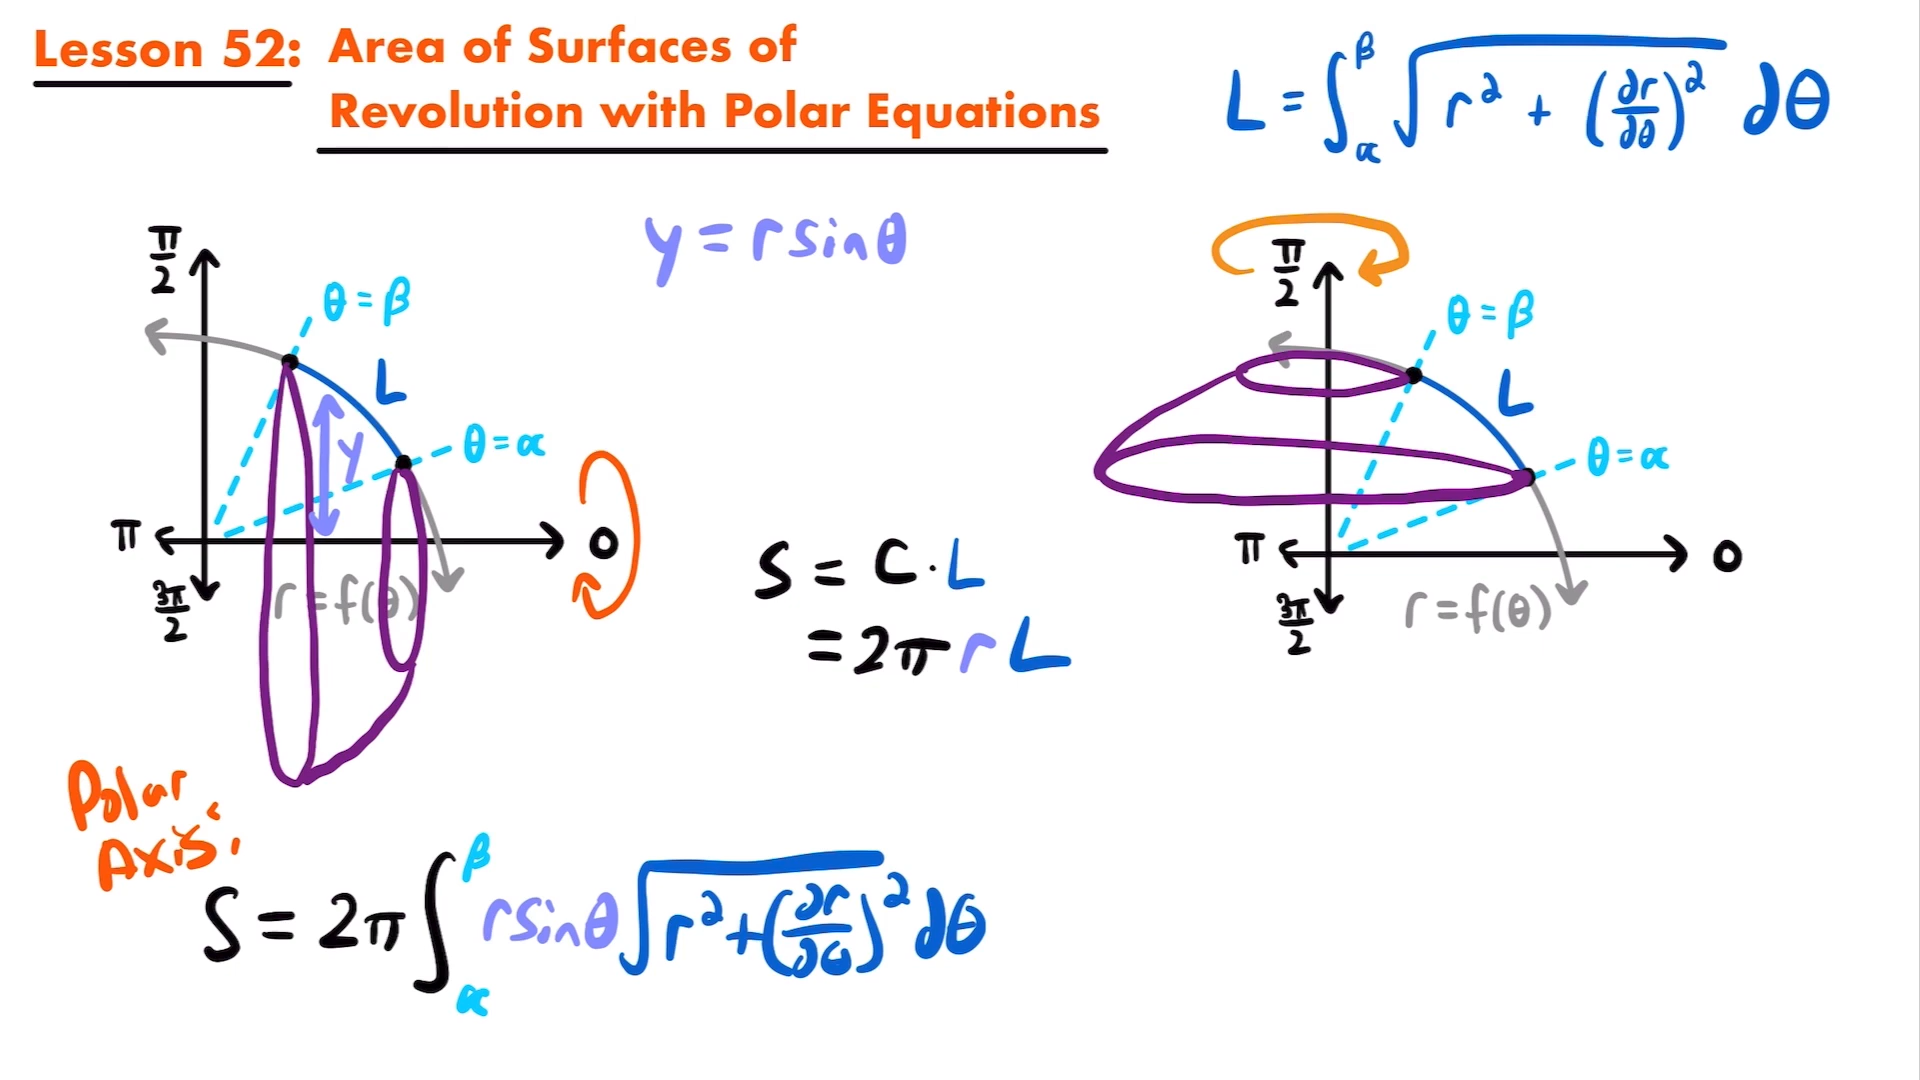 Lesson 52: Area of Surfaces of
Revolution with Polar Equations
L = ∫_α^β √(r² + (∂r/∂θ)²) ∂θ
y = r sinθ
π/2
θ = β
L
y
θ = α
π
0
3π/2
r = f(θ)
S = C · L
= 2π r L
π/2
θ = β
L
θ = α
π
0
3π/2
r = f(θ)
Polar
Axis:
S = 2π ∫_α^β r sinθ √(r² + (∂r/∂θ)²) ∂θ